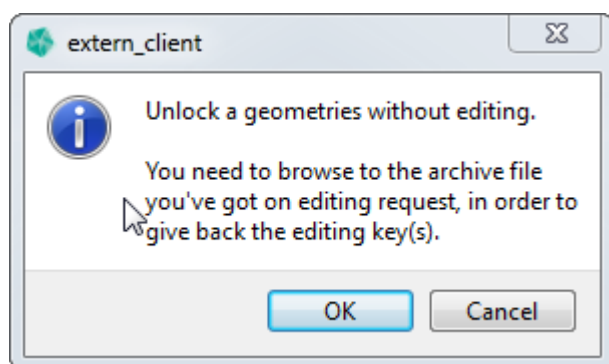 extern_client
Unlock a geometries without editing.
You need to browse to the archive file
you've got on editing request, in order to
give back the editing key(s).
OK
Cancel